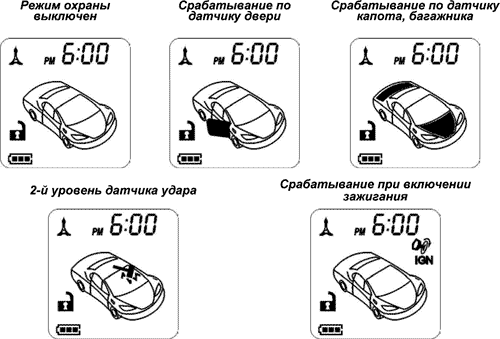 Режим охраны
выключен
Срабатывание по
датчику двери
Срабатывание по датчику
капота, багажника
PM 6:00
PM 6:00
PM 6:00
2-й уровень датчика удара
Срабатывание при включении
зажигания
PM 6:00
PM 6:00
IGN